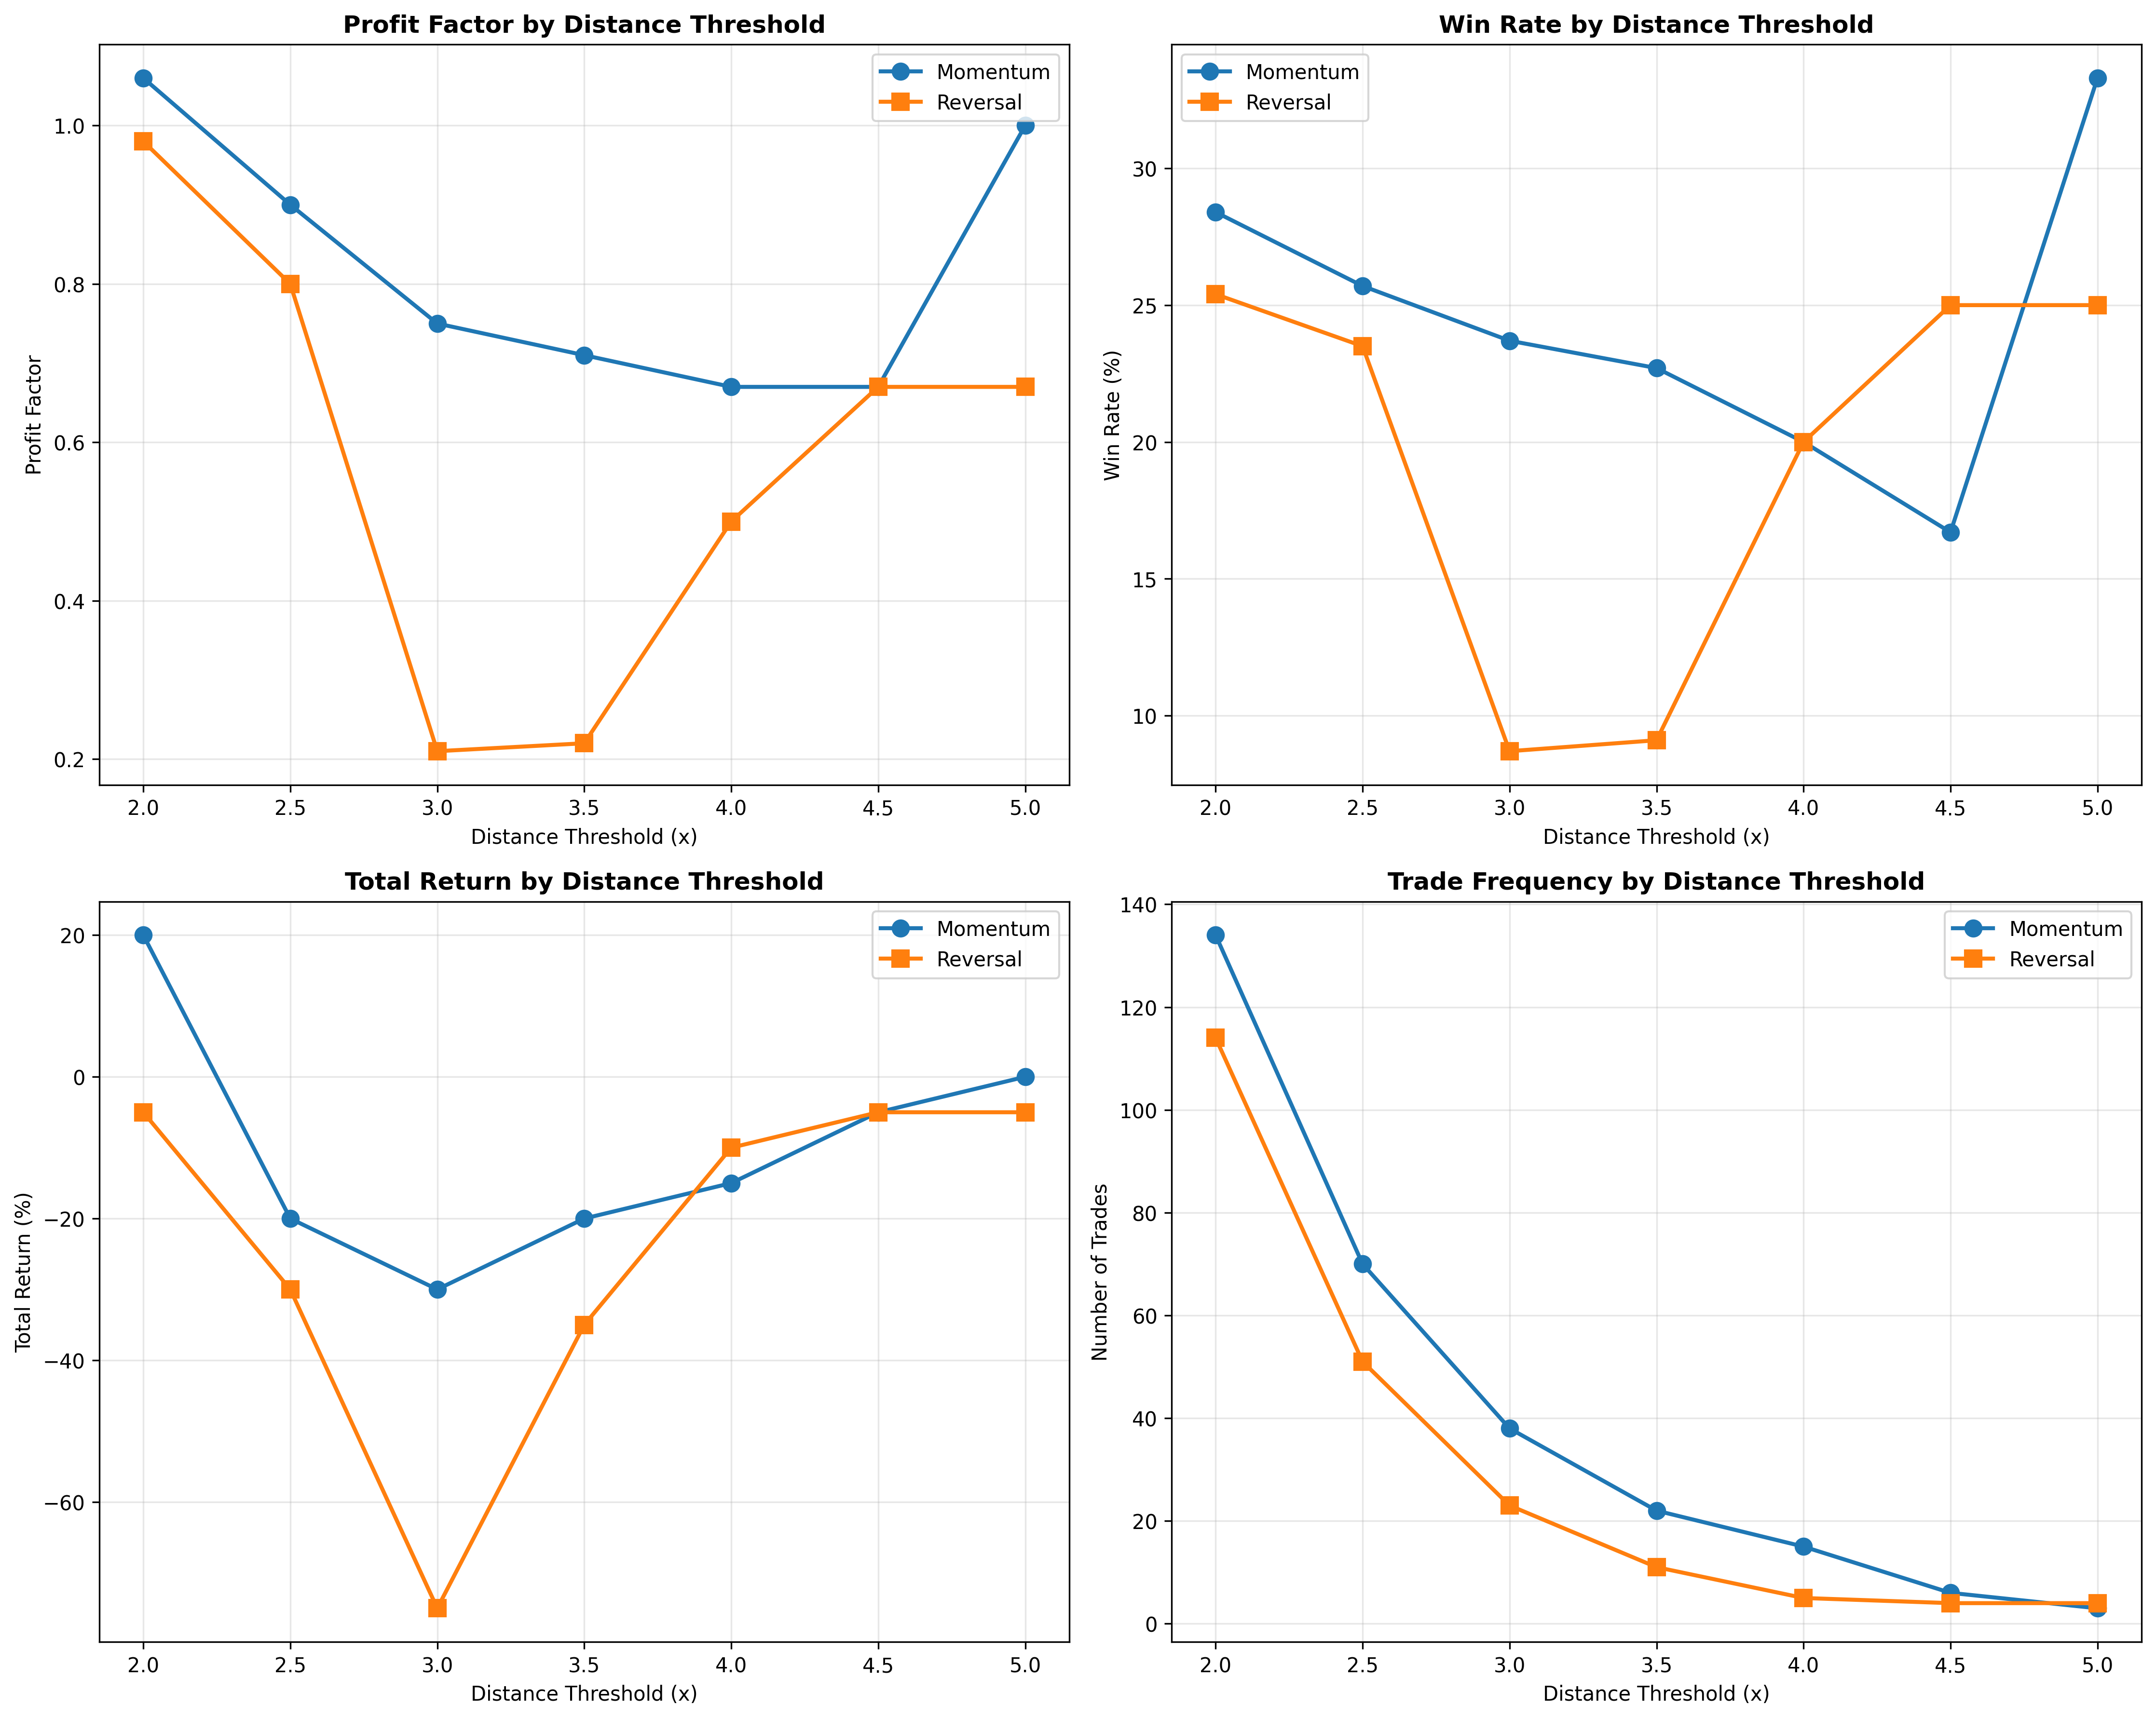 Profit Factor by Distance Threshold
Momentum
Reversal
1.0
0.8
0.6
0.4
0.2
Profit Factor
2.0 2.5 3.0 3.5 4.0 4.5 5.0
Distance Threshold (x)
Win Rate by Distance Threshold
Momentum
Reversal
30
25
20
15
10
Win Rate (%)
2.0 2.5 3.0 3.5 4.0 4.5 5.0
Distance Threshold (x)
Total Return by Distance Threshold
Momentum
Reversal
20
0
−20
−40
−60
Total Return (%)
2.0 2.5 3.0 3.5 4.0 4.5 5.0
Distance Threshold (x)
Trade Frequency by Distance Threshold
Momentum
Reversal
140
120
100
80
60
40
20
0
Number of Trades
2.0 2.5 3.0 3.5 4.0 4.5 5.0
Distance Threshold (x)